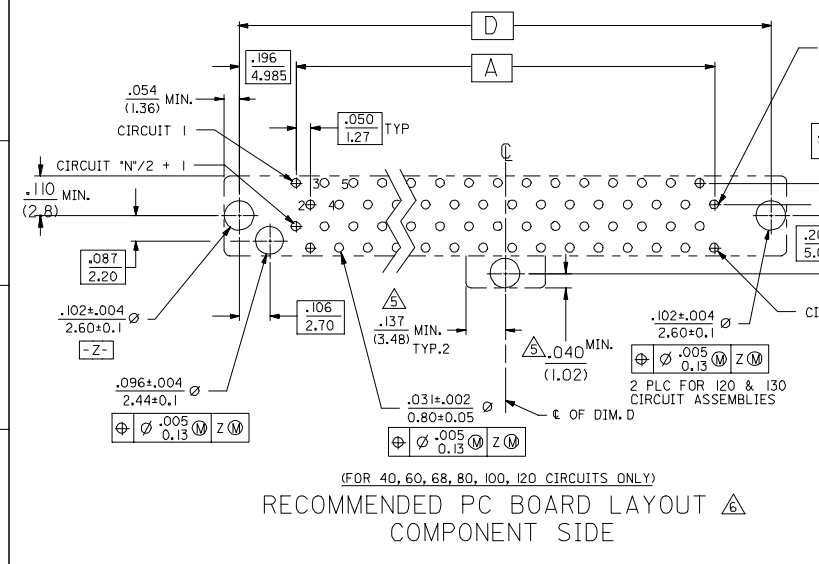 D
.196
4.985
A
.054
(1.36) MIN.
.050
1.27 TYP
CIRCUIT 1
CIRCUIT "N"/2 + 1
℄
3 5
2 4
.110
(2.8) MIN.
.087
2.20
.102±.004
2.60±0.1 Ø
-Z-
.106
2.70
5
.137
(3.48) MIN.
TYP.2
5
.040 MIN.
(1.02)
.102±.004
2.60±0.1 Ø
⌖ Ø .005
0.13 Ⓜ Z Ⓜ
2 PLC FOR 120 & 130
CIRCUIT ASSEMBLIES
.096±.004
2.44±0.1 Ø
⌖ Ø .005
0.13 Ⓜ Z Ⓜ
.031±.002
0.80±0.05 Ø
⌖ Ø .005
0.13 Ⓜ Z Ⓜ
℄ OF DIM.D
.20
5.0
CI
(FOR 40,60,68,80,100,120 CIRCUITS ONLY)
RECOMMENDED PC BOARD LAYOUT 6
COMPONENT SIDE